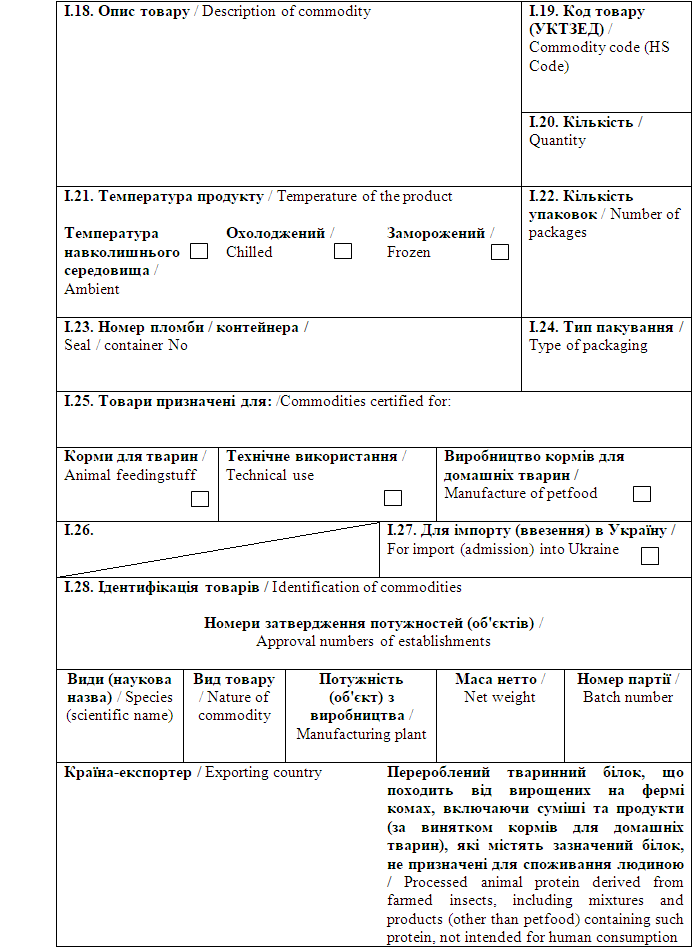 I.18. Опис товару / Description of commodity
I.19. Код товару
(УКТЗЕД) /
Commodity code (HS
Code)
I.20. Кількість /
Quantity
I.21. Температура продукту / Temperature of the product
Температура
навколишнього
середовища /
Ambient
Охолоджений /
Chilled
Заморожений /
Frozen
I.22. Кількість
упаковок / Number of
packages
I.23. Номер пломби / контейнера /
Seal / container No
I.24. Тип пакування /
Type of packaging
I.25. Товари призначені для: /Commodities certified for:
Корми для тварин /
Animal feedingstuff
Технічне використання /
Technical use
Виробництво кормів для
домашніх тварин /
Manufacture of petfood
I.26.
I.27. Для імпорту (ввезення) в Україну /
For import (admission) into Ukraine
I.28. Ідентифікація товарів / Identification of commodities
Номери затвердження потужностей (об'єктів) /
Approval numbers of establishments
Види (наукова
назва) / Species
(scientific name)
Вид товару
/ Nature of
commodity
Потужність
(об'єкт) з
виробництва /
Manufacturing plant
Маса нетто /
Net weight
Номер партії /
Batch number
Країна-експортер / Exporting country
Перероблений тваринний білок, що
походить від вирощених на фермі
комах, включаючи суміші та продукти
(за винятком кормів для домашніх
тварин), які містять зазначений білок,
не призначені для споживання людиною
/ Processed animal protein derived from
farmed insects, including mixtures and
products (other than petfood) containing such
protein, not intended for human consumption